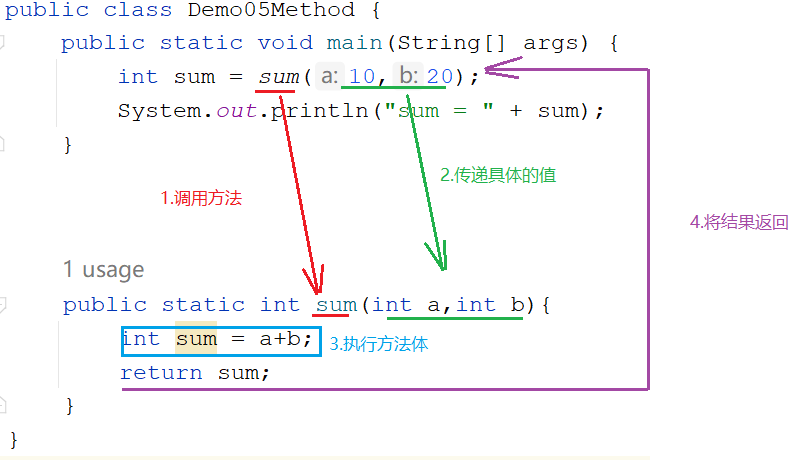 public class Demo05Method {
public static void main(String[] args) {
int sum = sum( a: 10, b: 20);
System.out.println("sum = " + sum);
}
1.调用方法
2.传递具体的值
4.将结果返回
1 usage
public static int sum(int a,int b){
int sum = a+b;
3.执行方法体
return sum;
}
}